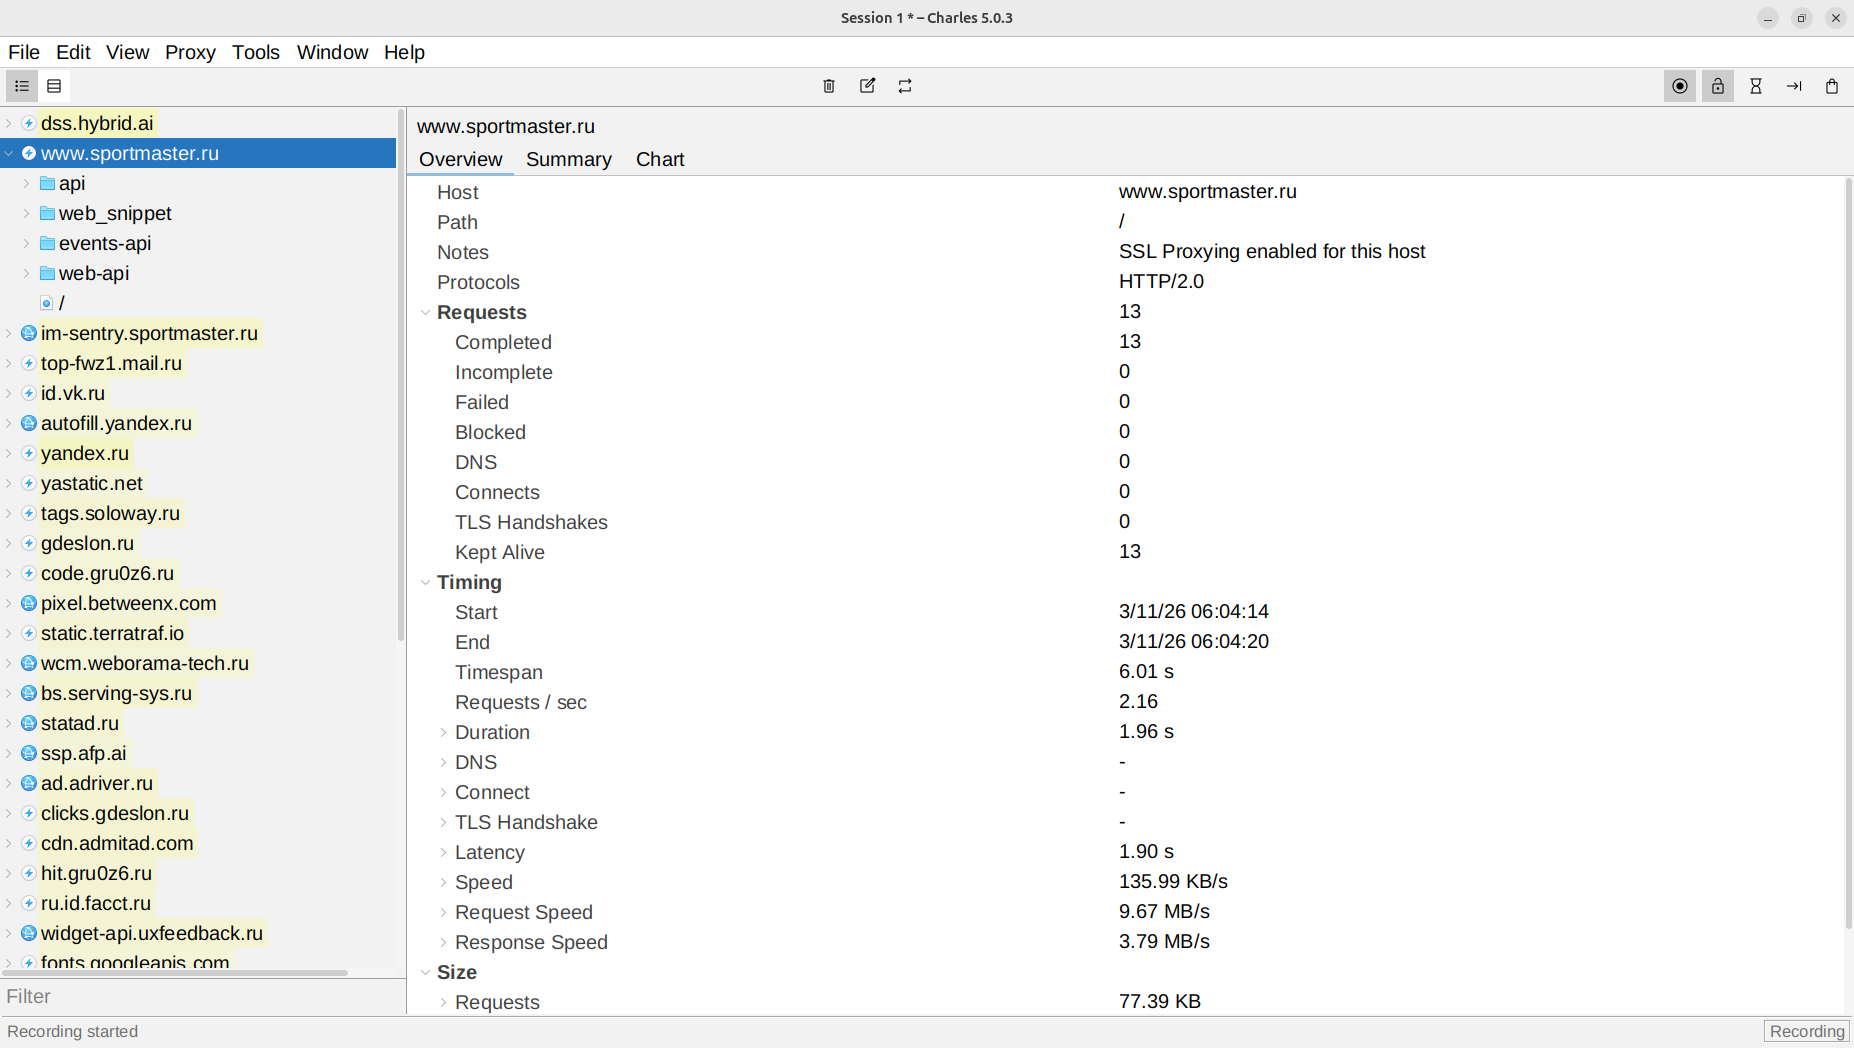 Session 1 * – Charles 5.0.3
File Edit View Proxy Tools Window Help
dss.hybrid.ai
www.sportmaster.ru
api
web_snippet
events-api
web-api
/
im-sentry.sportmaster.ru
top-fwz1.mail.ru
id.vk.ru
autofill.yandex.ru
yandex.ru
yastatic.net
tags.soloway.ru
gdeslon.ru
code.gru0z6.ru
pixel.betweenx.com
static.terratraf.io
wcm.weborama-tech.ru
bs.serving-sys.ru
statad.ru
ssp.afp.ai
ad.adriver.ru
clicks.gdeslon.ru
cdn.admitad.com
hit.gru0z6.ru
ru.id.facct.ru
widget-api.uxfeedback.ru
fonts.googleapis.com
Filter
www.sportmaster.ru
Overview Summary Chart
Host www.sportmaster.ru
Path /
Notes SSL Proxying enabled for this host
Protocols HTTP/2.0
Requests 13
Completed 13
Incomplete 0
Failed 0
Blocked 0
DNS 0
Connects 0
TLS Handshakes 0
Kept Alive 13
Timing
Start 3/11/26 06:04:14
End 3/11/26 06:04:20
Timespan 6.01 s
Requests / sec 2.16
Duration 1.96 s
DNS -
Connect -
TLS Handshake -
Latency 1.90 s
Speed 135.99 KB/s
Request Speed 9.67 MB/s
Response Speed 3.79 MB/s
Size
Requests 77.39 KB
Recording started
Recording